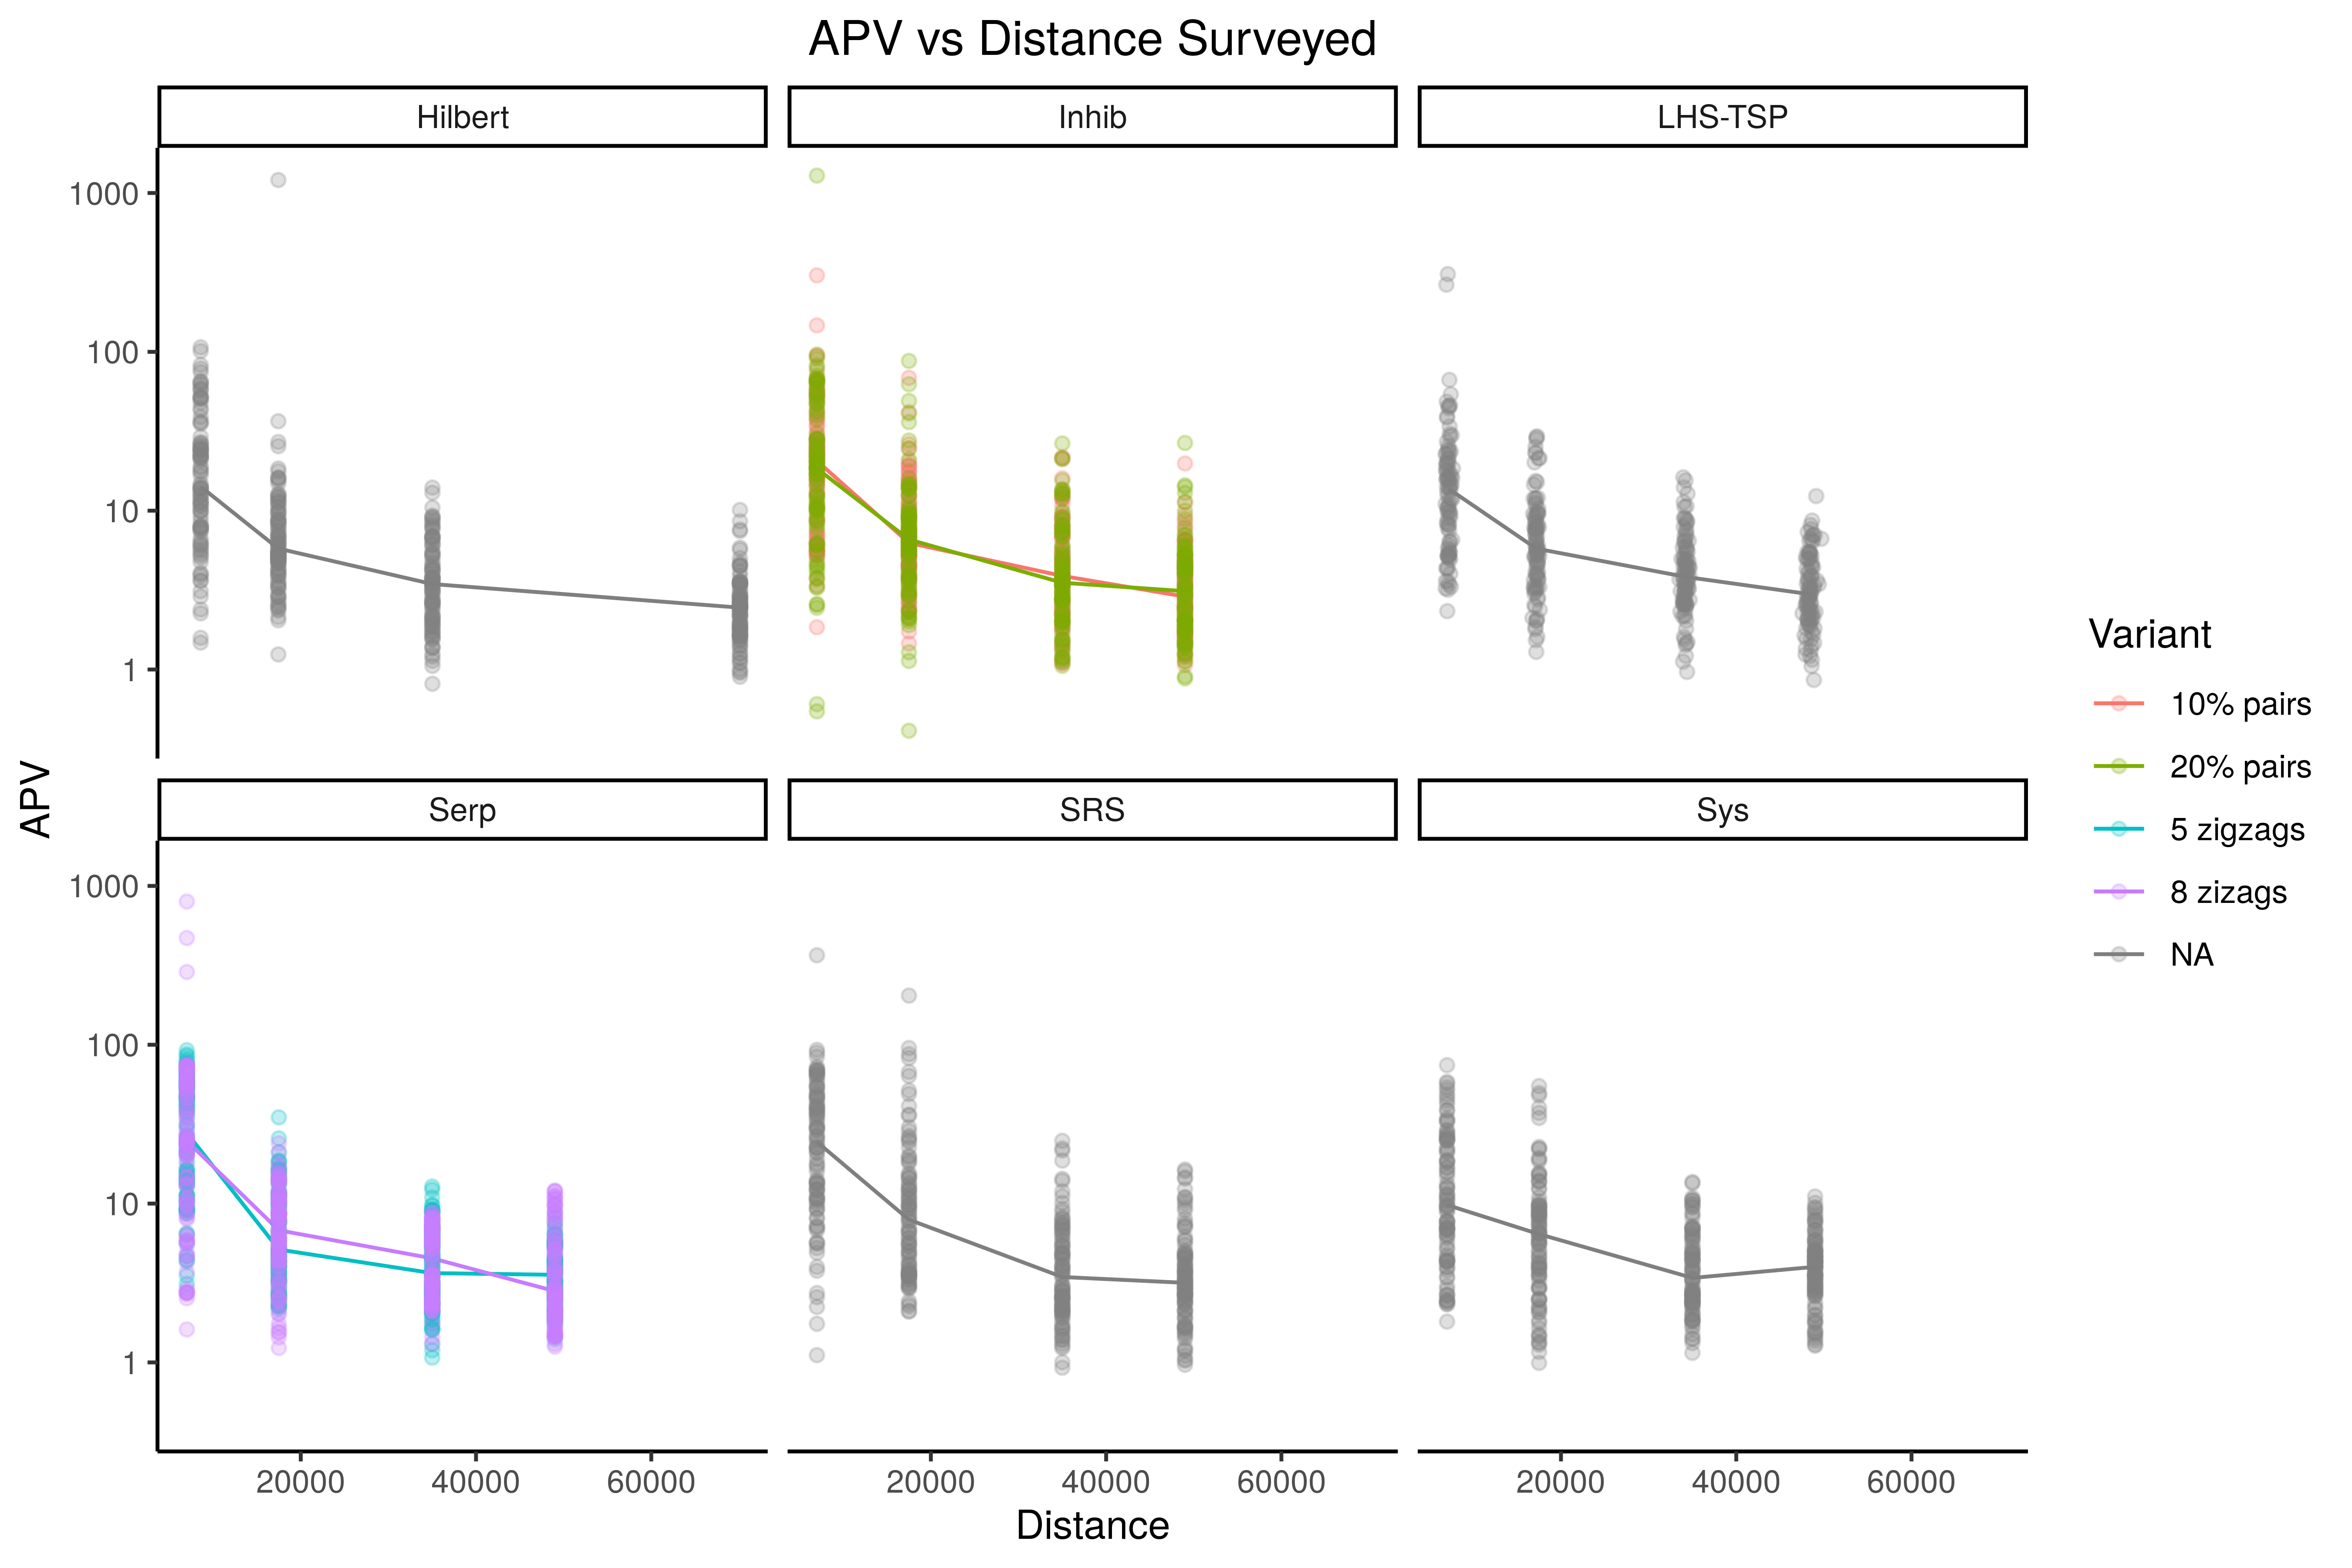 APV vs Distance Surveyed
Hilbert
Inhib
LHS-TSP
1000
100
10
1
APV
Serp
SRS
Sys
1000
100
10
1
20000 40000 60000
20000 40000 60000
20000 40000 60000
Distance
Variant
10% pairs
20% pairs
5 zigzags
8 zizags
NA